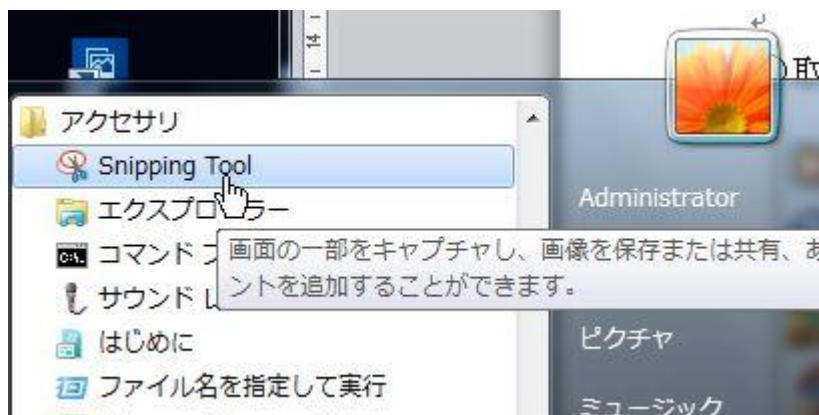 14
取
アクセサリ
Snipping Tool
エクスプローラー
コマンド プ
画面の一部をキャプチャし、画像を保存または共有、あ
ントを追加することができます。
サウンド レ
はじめに
ファイル名を指定して実行
Administrator
ピクチャ
ミュージック